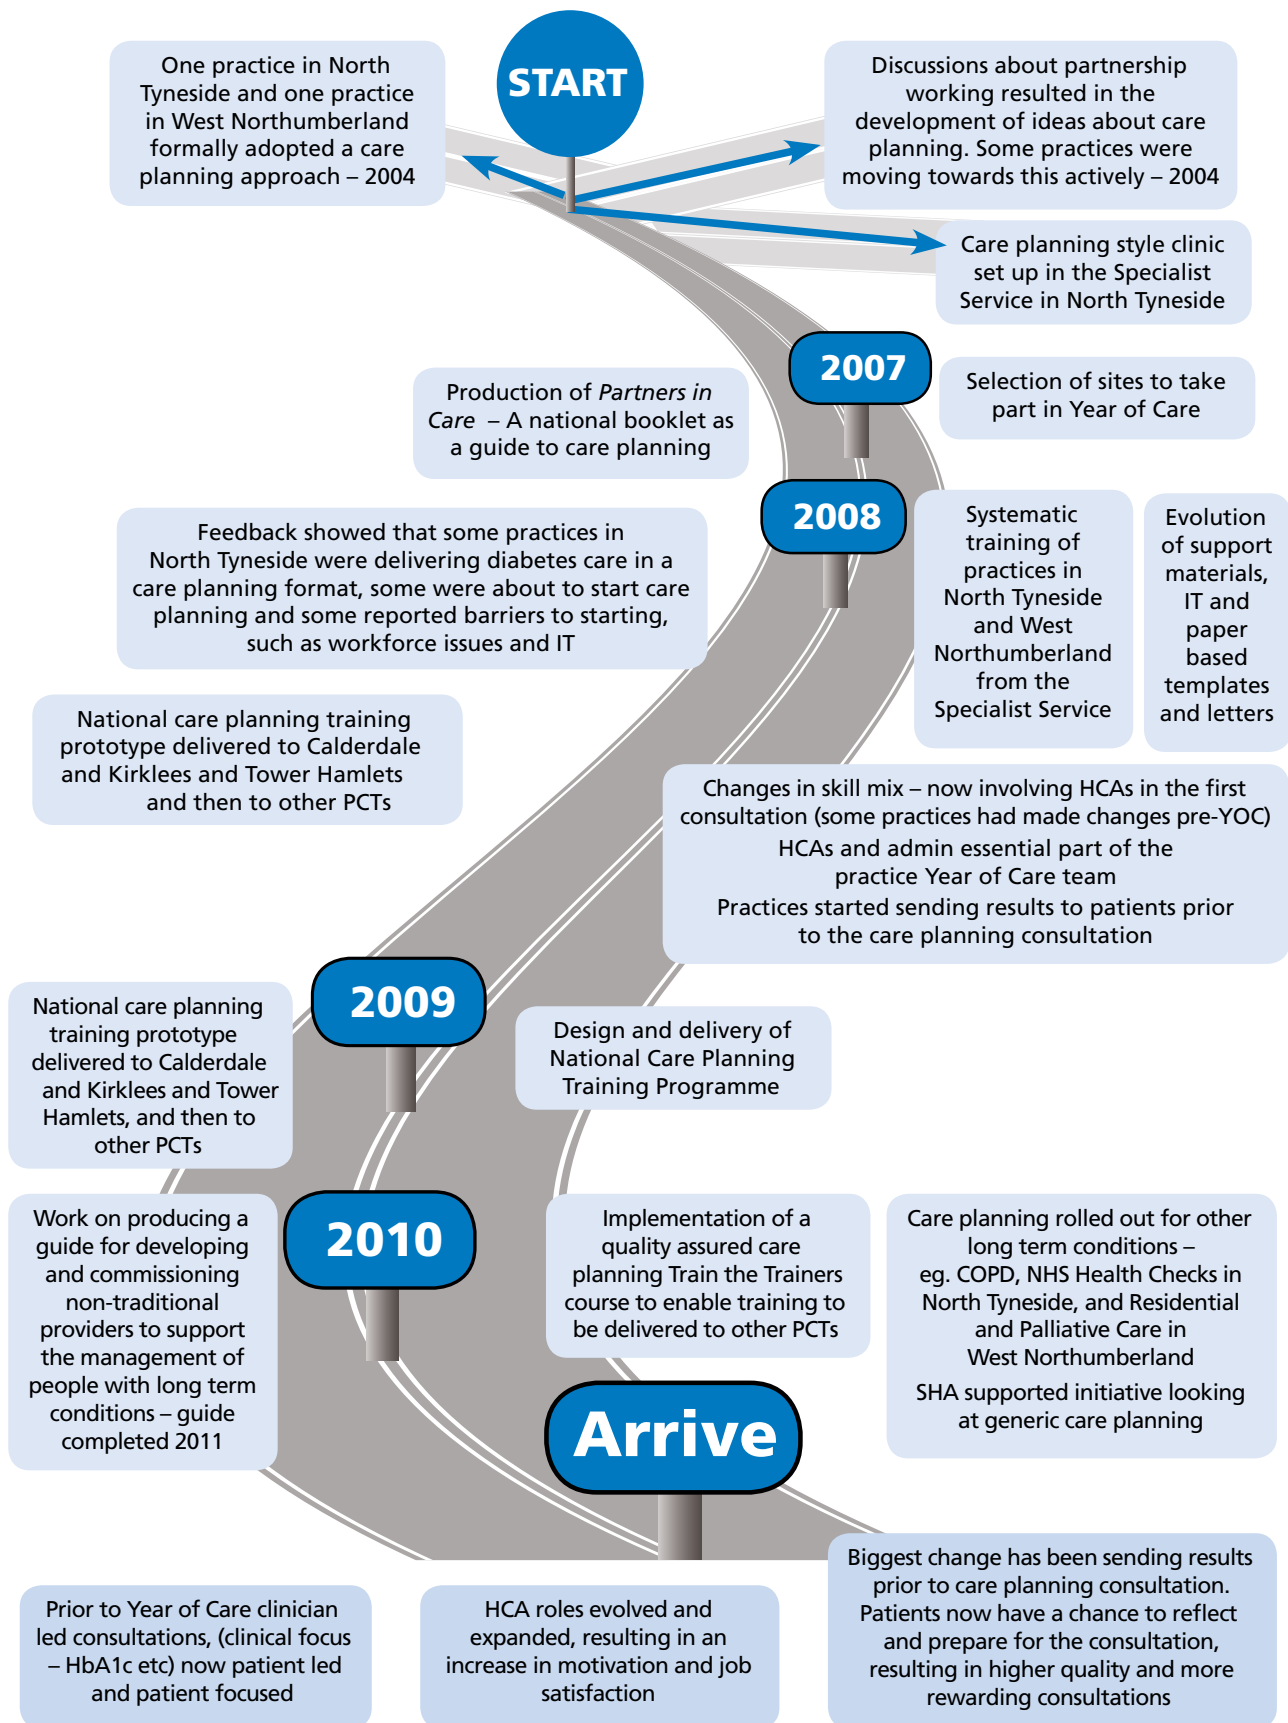 START
One practice in North
Tyneside and one practice
in West Northumberland
formally adopted a care
planning approach – 2004
Discussions about partnership
working resulted in the
development of ideas about care
planning. Some practices were
moving towards this actively – 2004
Care planning style clinic
set up in the Specialist
Service in North Tyneside
2007
Selection of sites to take
part in Year of Care
Production of Partners in
Care – A national booklet as
a guide to care planning
2008
Feedback showed that some practices in
North Tyneside were delivering diabetes care in a
care planning format, some were about to start care
planning and some reported barriers to starting,
such as workforce issues and IT
Systematic
training of
practices in
North Tyneside
and West
Northumberland
from the
Specialist Service
Evolution
of support
materials,
IT and
paper
based
templates
and letters
National care planning training
prototype delivered to Calderdale
and Kirklees and Tower Hamlets
and then to other PCTs
Changes in skill mix – now involving HCAs in the first
consultation (some practices had made changes pre-YOC)
HCAs and admin essential part of the
practice Year of Care team
Practices started sending results to patients prior
to the care planning consultation
2009
National care planning
training prototype
delivered to Calderdale
and Kirklees and Tower
Hamlets, and then to
other PCTs
Design and delivery of
National Care Planning
Training Programme
2010
Work on producing a
guide for developing
and commissioning
non-traditional
providers to support
the management of
people with long term
conditions – guide
completed 2011
Implementation of a
quality assured care
planning Train the Trainers
course to enable training to
be delivered to other PCTs
Care planning rolled out for other
long term conditions –
eg. COPD, NHS Health Checks in
North Tyneside, and Residential
and Palliative Care in
West Northumberland
SHA supported initiative looking
at generic care planning
Arrive
Prior to Year of Care clinician
led consultations, (clinical focus
– HbA1c etc) now patient led
and patient focused
HCA roles evolved and
expanded, resulting in an
increase in motivation and job
satisfaction
Biggest change has been sending results
prior to care planning consultation.
Patients now have a chance to reflect
and prepare for the consultation,
resulting in higher quality and more
rewarding consultations